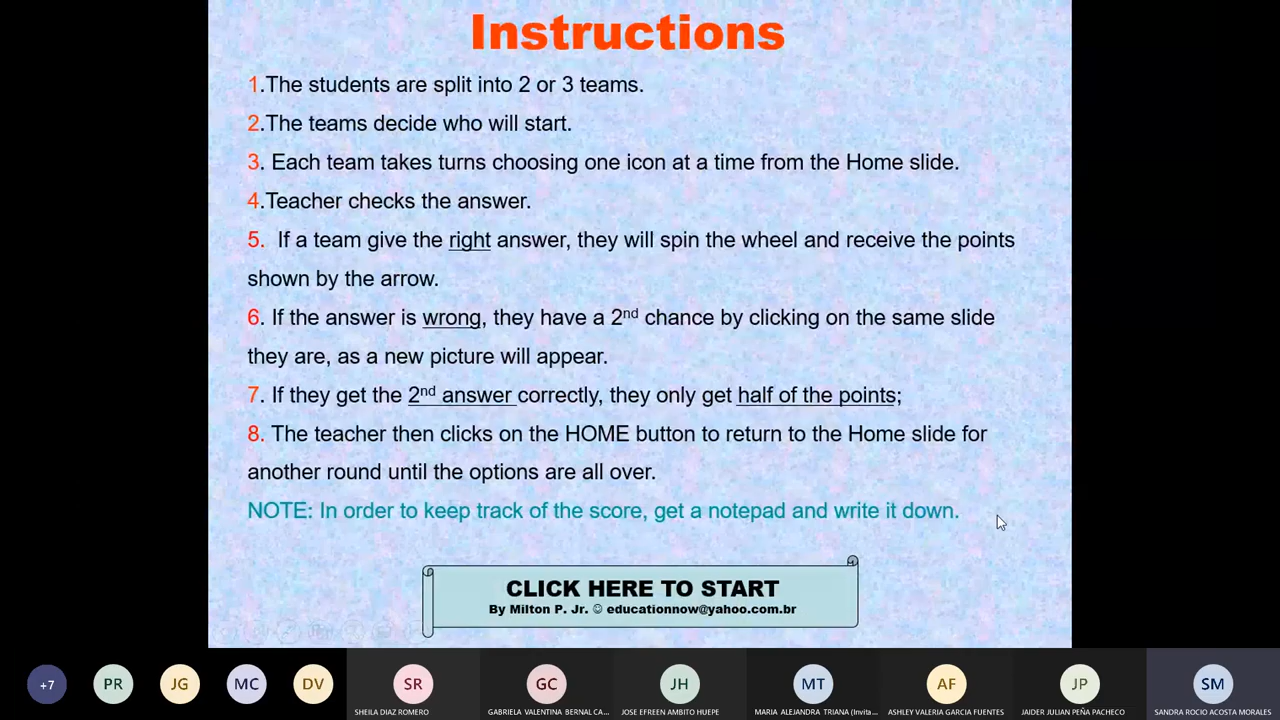 Instructions
1.The students are split into 2 or 3 teams.
2.The teams decide who will start.
3. Each team takes turns choosing one icon at a time from the Home slide.
4.Teacher checks the answer.
5. If a team give the right answer, they will spin the wheel and receive the points
shown by the arrow.
6. If the answer is wrong, they have a 2nd chance by clicking on the same slide
they are, as a new picture will appear.
7. If they get the 2nd answer correctly, they only get half of the points;
8. The teacher then clicks on the HOME button to return to the Home slide for
another round until the options are all over.
NOTE: In order to keep track of the score, get a notepad and write it down.
CLICK HERE TO START
By Milton P. Jr. ☺ educationnow@yahoo.com.br
+7 PR JG MC DV SR GC JH MT AF JP SM
SHEILA DIAZ ROMERO GABRIELA VALENTINA BERNAL CA... JOSE EFREEN AMBITO HUEPE MARIA ALEJANDRA TRIANA (Invita... ASHLEY VALERIA GARCIA FUENTES JAIDER JULIAN PEÑA PACHECO SANDRA ROCIO ACOSTA MORALES